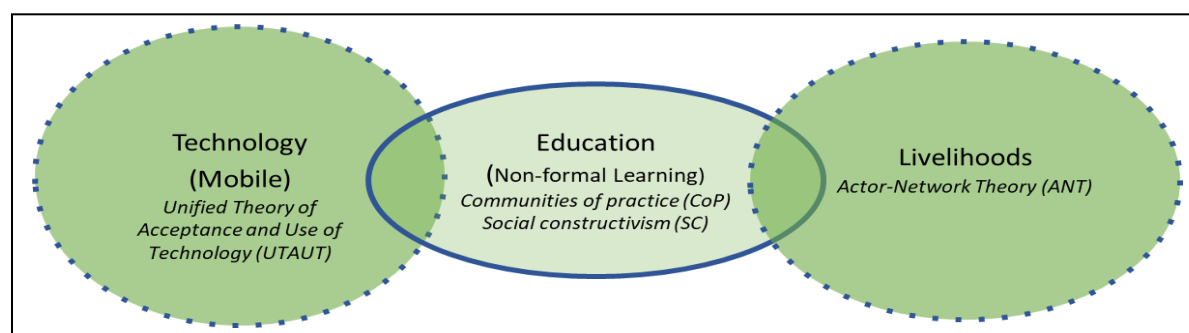 Technology
(Mobile)
Unified Theory of
Acceptance and Use of
Technology (UTAUT)
Education
(Non-formal Learning)
Communities of practice (CoP)
Social constructivism (SC)
Livelihoods
Actor-Network Theory (ANT)